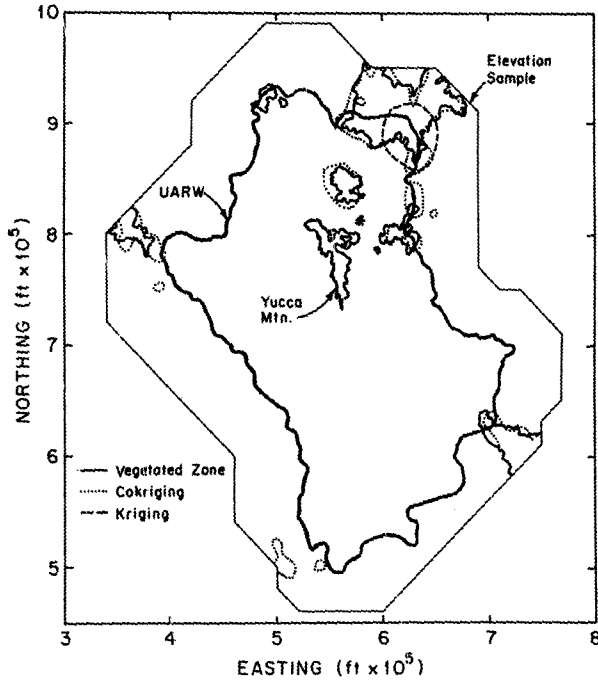 10
Elevation
Sample
9
UARW
8
Yucca
Mtn.
7
NORTHING (ft x 10⁵)
6
Vegetated Zone
Cokriging
Kriging
5
3 4 5 6 7 8
EASTING (ft x 10⁵)